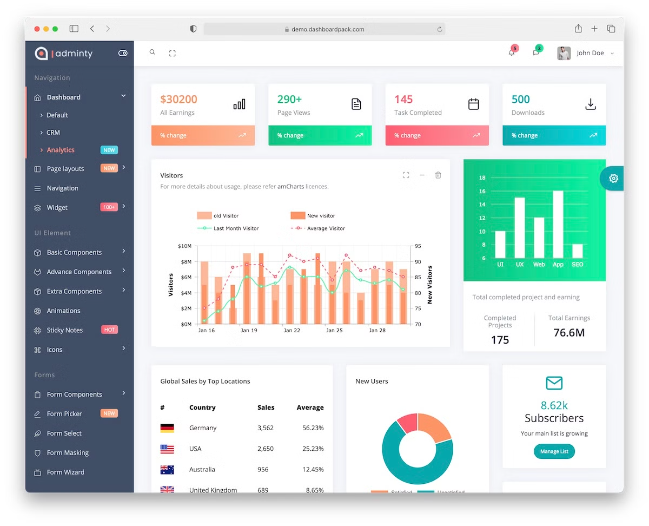 demo.dashboardpack.com
adminty
John Doe
Navigation
Dashboard
Default
CRM
Analytics NEW
Page layouts NEW
Navigation
Widget 100+
UI Element
Basic Components
Advance Components
Extra Components
Animations
Sticky Notes HOT
Icons
Forms
Form Components
Form Picker NEW
Form Select
Form Masking
Form Wizard
$30200
All Earnings
% change
290+
Page Views
% change
145
Task Completed
% change
500
Downloads
% change
Visitors
For more details about usage, please refer amCharts licences.
old Visitor New visitor
Last Month Visitor Average Visitor
$10M 95
$8M 90
$6M 85
$4M 80
$2M 75
$0M 70
Visitors
New Visitors
Jan 16 Jan 19 Jan 22 Jan 25 Jan 28
18
16
14
12
10
8
6
UI UX Web App SEO
Total completed project and earning
Completed Projects
175
Total Earnings
76.6M
Global Sales by Top Locations
# Country Sales Average
Germany 3,562 56.23%
USA 2,650 25.23%
Australia 956 12.45%
United Kingdom 689 8.65%
New Users
Satisfied Unsatisfied
8.62k
Subscribers
Your main list is growing
Manage List